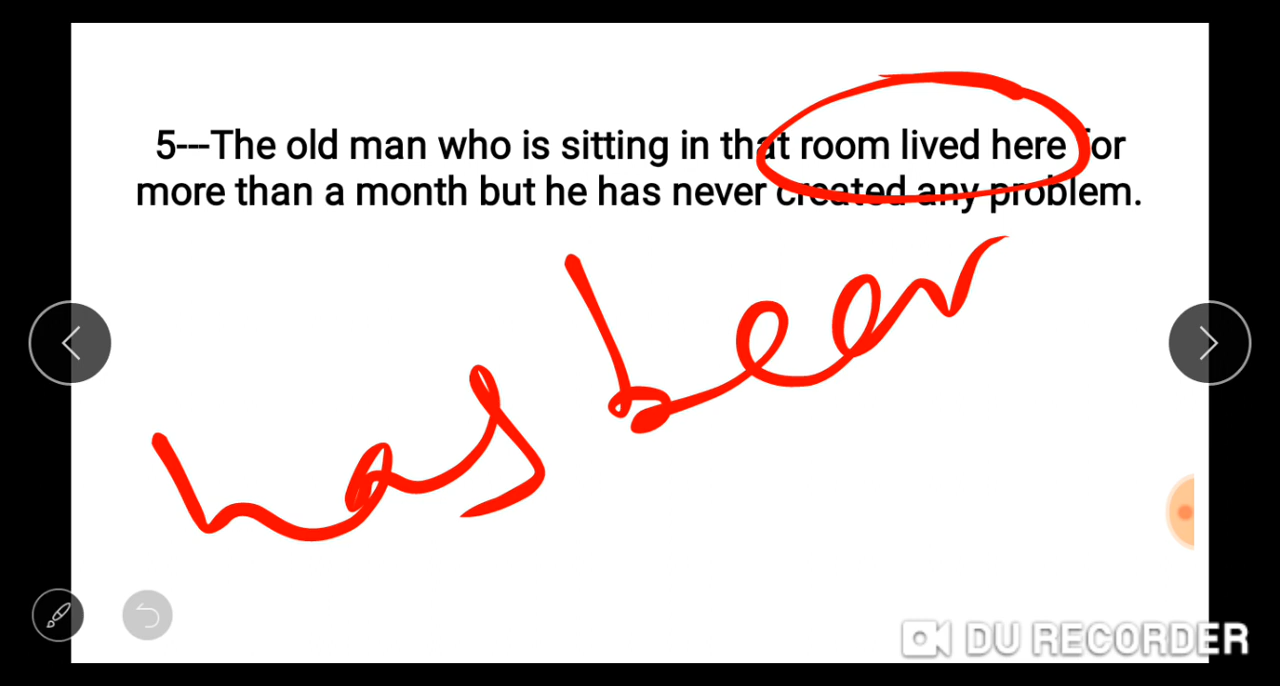 5---The old man who is sitting in that room lived here for
more than a month but he has never created any problem.
has been
DU RECORDER